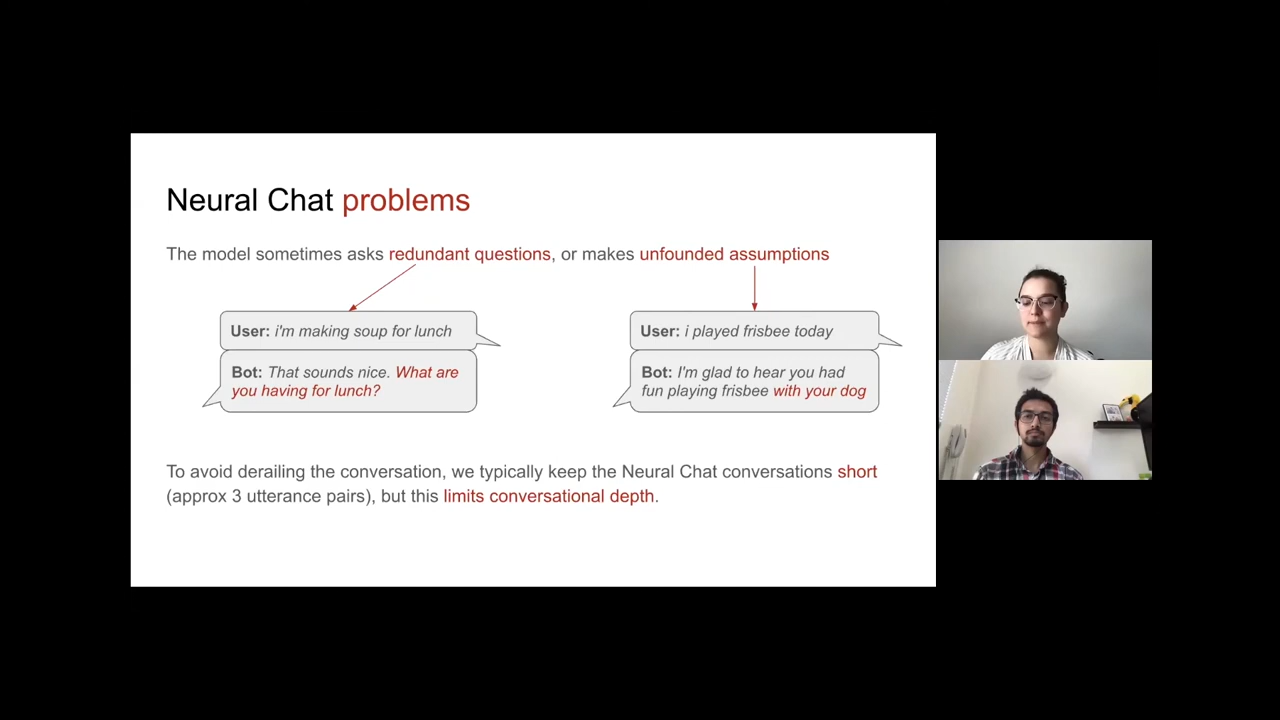 Neural Chat problems
The model sometimes asks redundant questions, or makes unfounded assumptions
User: i'm making soup for lunch
Bot: That sounds nice. What are
you having for lunch?
User: i played frisbee today
Bot: I'm glad to hear you had
fun playing frisbee with your dog
To avoid derailing the conversation, we typically keep the Neural Chat conversations short
(approx 3 utterance pairs), but this limits conversational depth.